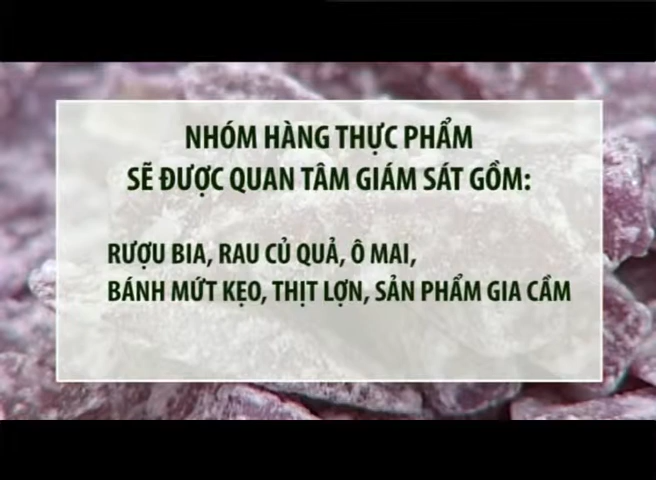 NHÓM HÀNG THỰC PHẨM
SẼ ĐƯỢC QUAN TÂM GIÁM SÁT GỒM:
RƯỢU BIA, RAU CỦ QUẢ, Ô MAI,
BÁNH MỨT KẸO, THỊT LỢN, SẢN PHẨM GIA CẦM